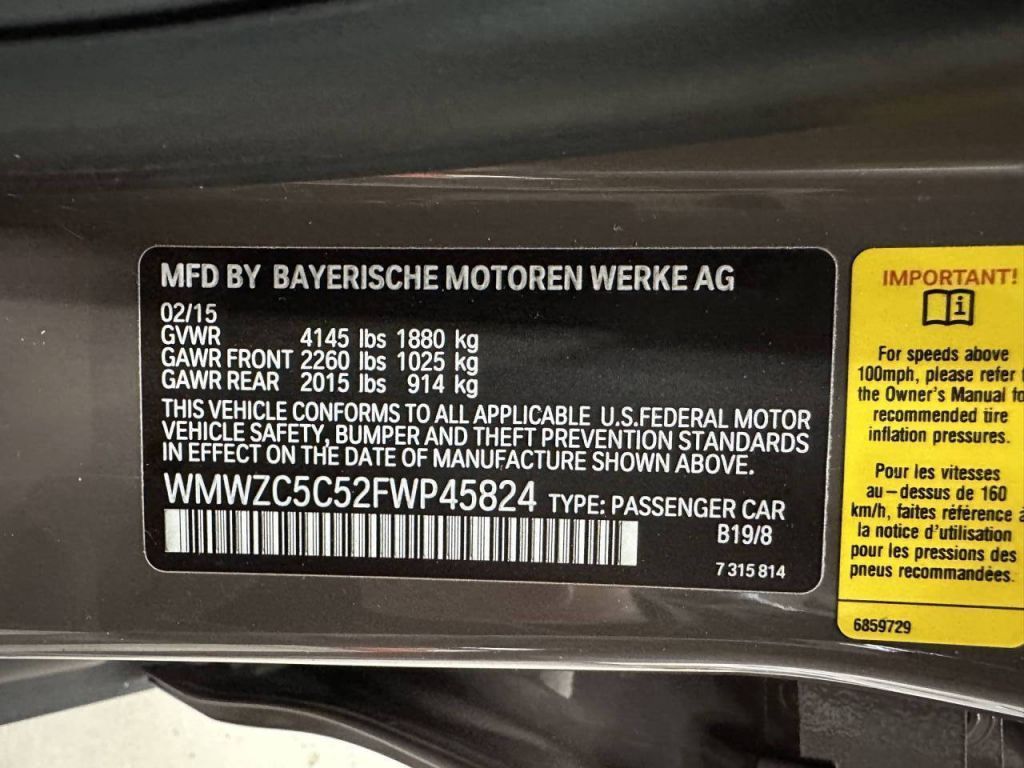 MFD BY BAYERISCHE MOTOREN WERKE AG
02/15
GVWR 4145 lbs 1880 kg
GAWR FRONT 2260 lbs 1025 kg
GAWR REAR 2015 lbs 914 kg
THIS VEHICLE CONFORMS TO ALL APPLICABLE U.S.FEDERAL MOTOR
VEHICLE SAFETY, BUMPER AND THEFT PREVENTION STANDARDS
IN EFFECT ON THE DATE OF MANUFACTURE SHOWN ABOVE.
WMWZC5C52FWP45824 TYPE: PASSENGER CAR
B19/8
7 315 814
IMPORTANT!
i
For speeds above
100mph, please refer
the Owner's Manual
recommended tire
inflation pressures.
Pour les vitesses
au-dessus de 160
km/h, faites référence
la notice d'utilisation
pour les pressions des
pneus recommandées.
6859729